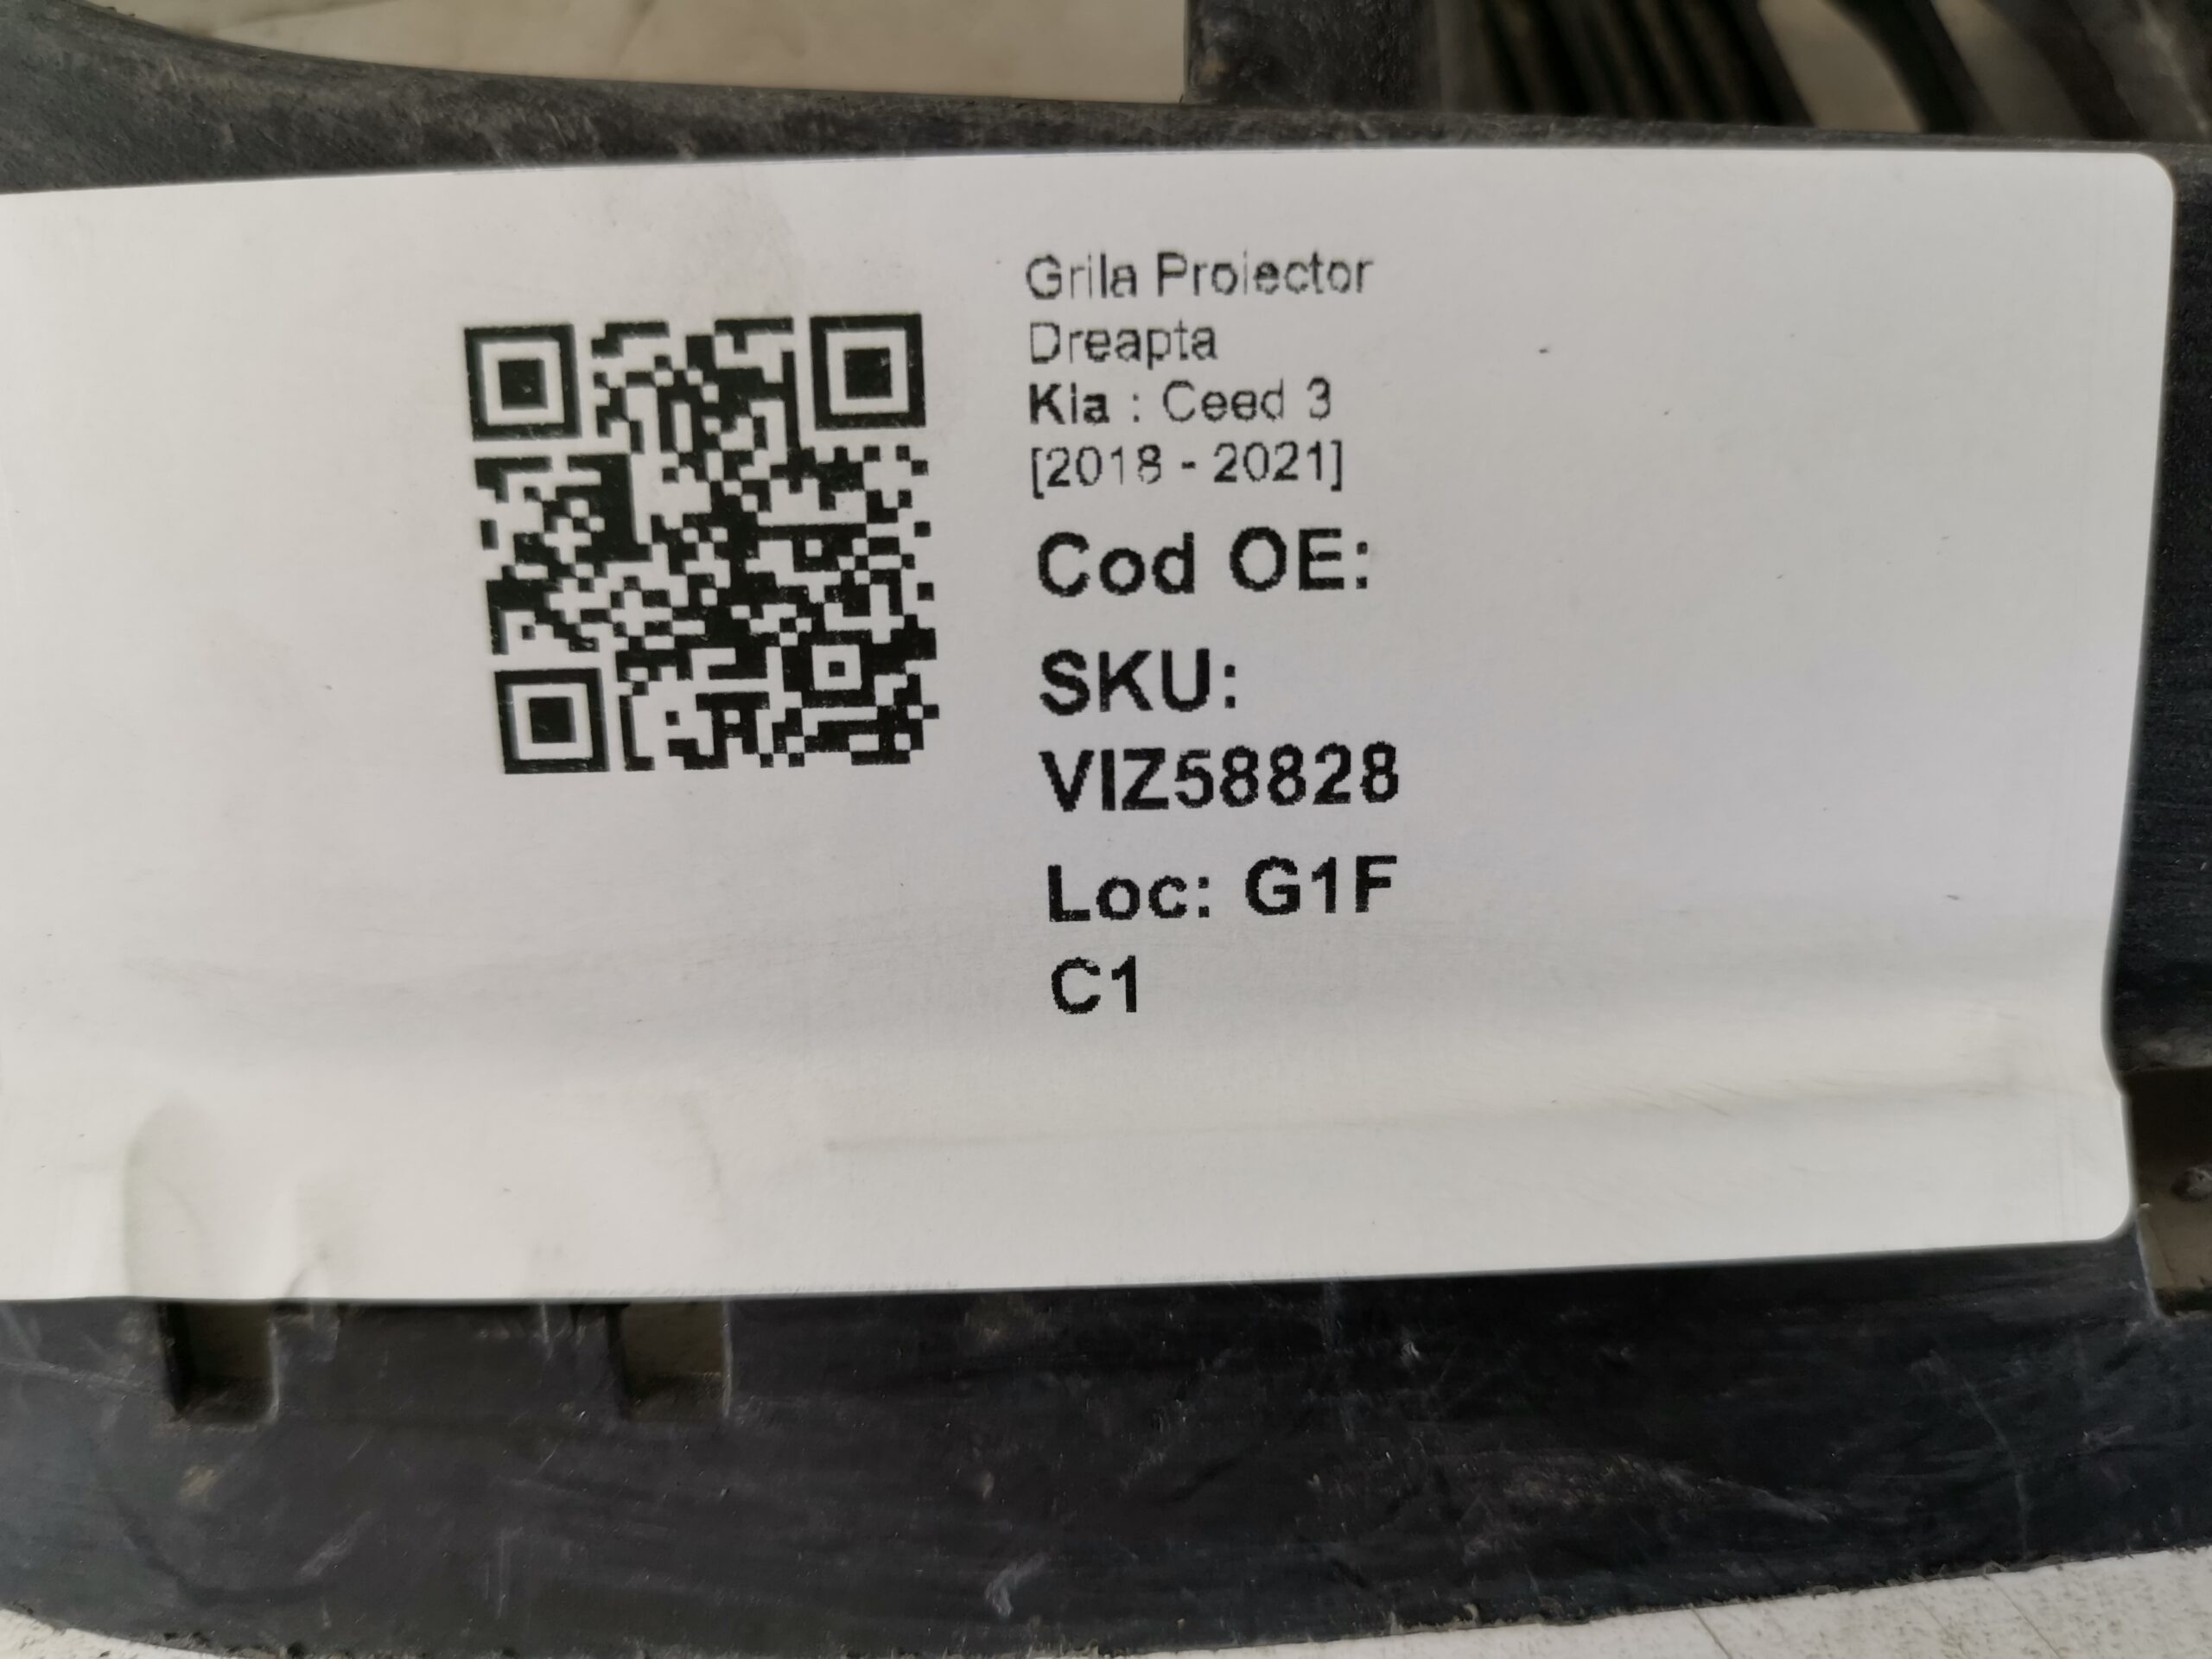 Grila Proiector
Dreapta
Kia : Ceed 3
[2018 - 2021]
Cod OE:
SKU:
VIZ58828
Loc: G1F
C1